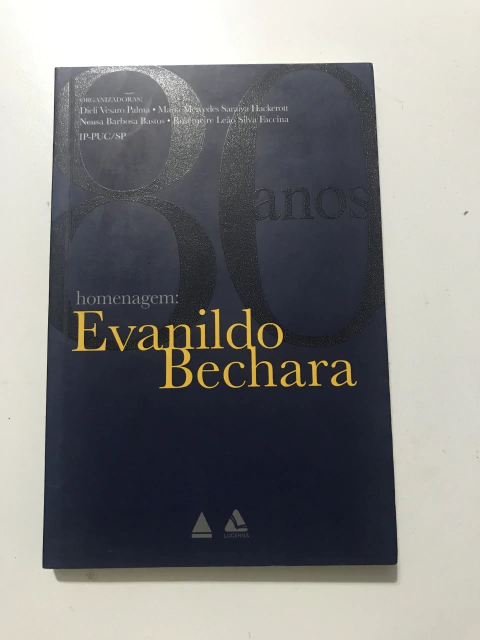 ORGANIZADORAS:
Dieli Vesaro Palma • Maria Mercedes Saraiva Hackerott
Neusa Barbosa Bastos • Rosemeire Leão Silva Faccina
IP-PUC/SP
80
anos
homenagem:
Evanildo
Bechara
LUCERNA